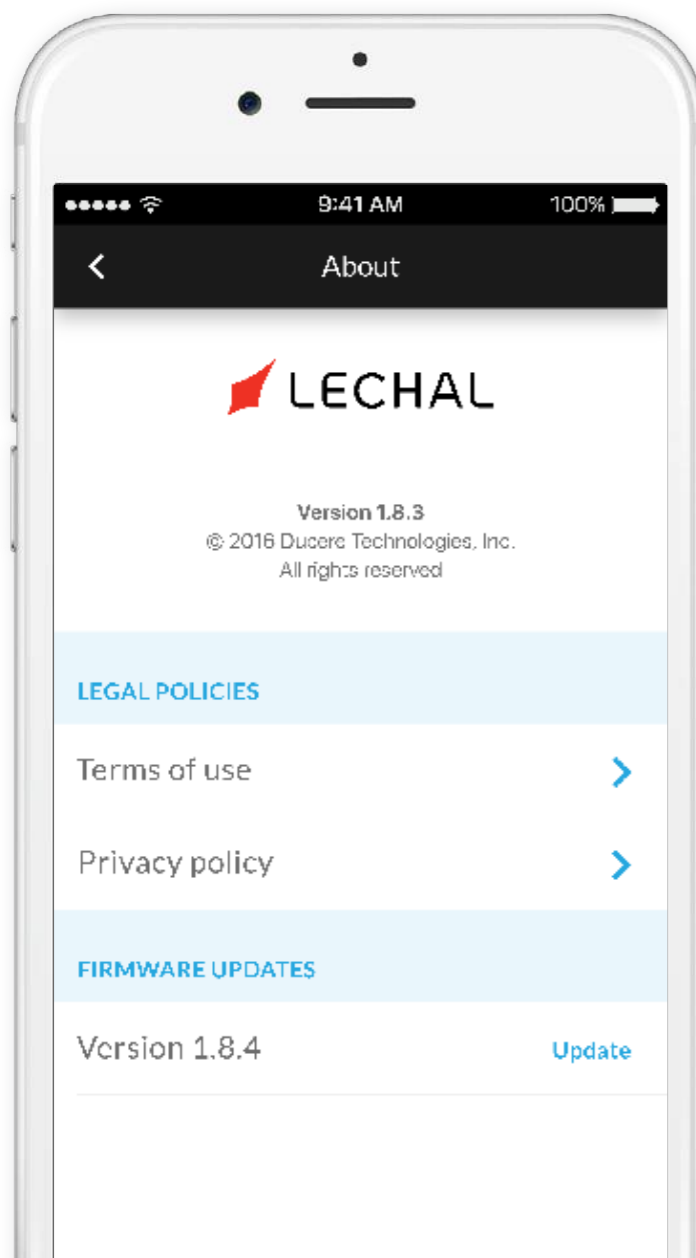 9:41 AM
100%
About
LECHAL
Version 1.8.3
© 2016 Ducere Technologies, Inc.
All rights reserved
LEGAL POLICIES
Terms of use
Privacy policy
FIRMWARE UPDATES
Version 1.8.4
Update